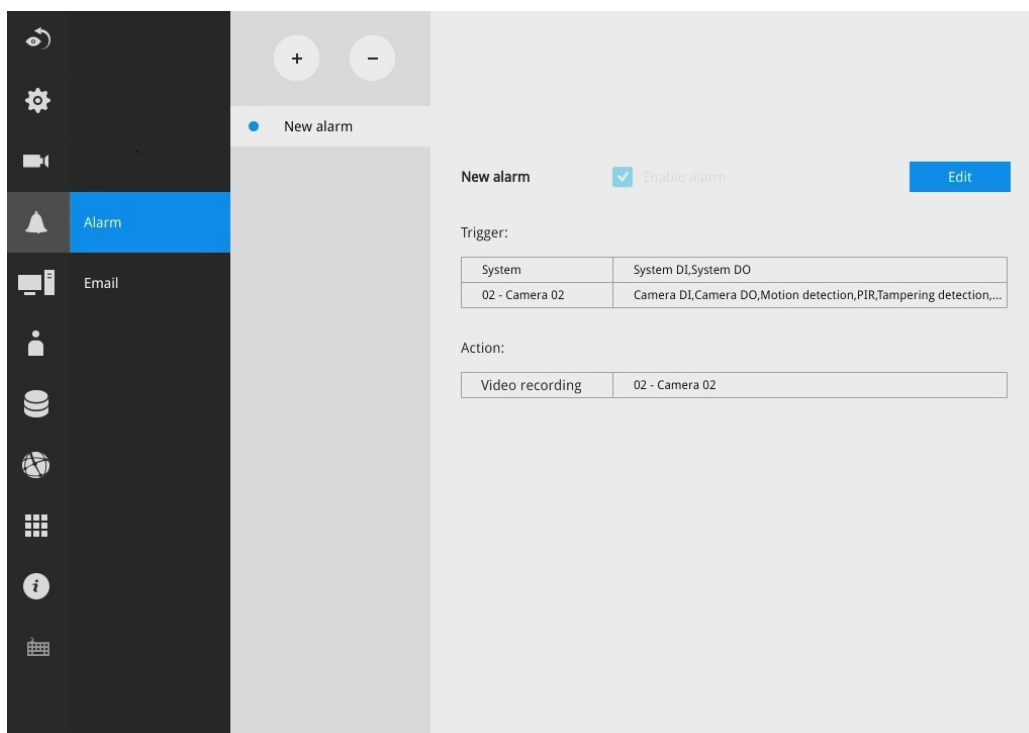 + -
New alarm
New alarm Enable alarm Edit
Alarm
Trigger:
System System DI,System DO
Email
02 - Camera 02 Camera DI,Camera DO,Motion detection,PIR,Tampering detection,...
Action:
Video recording 02 - Camera 02
i